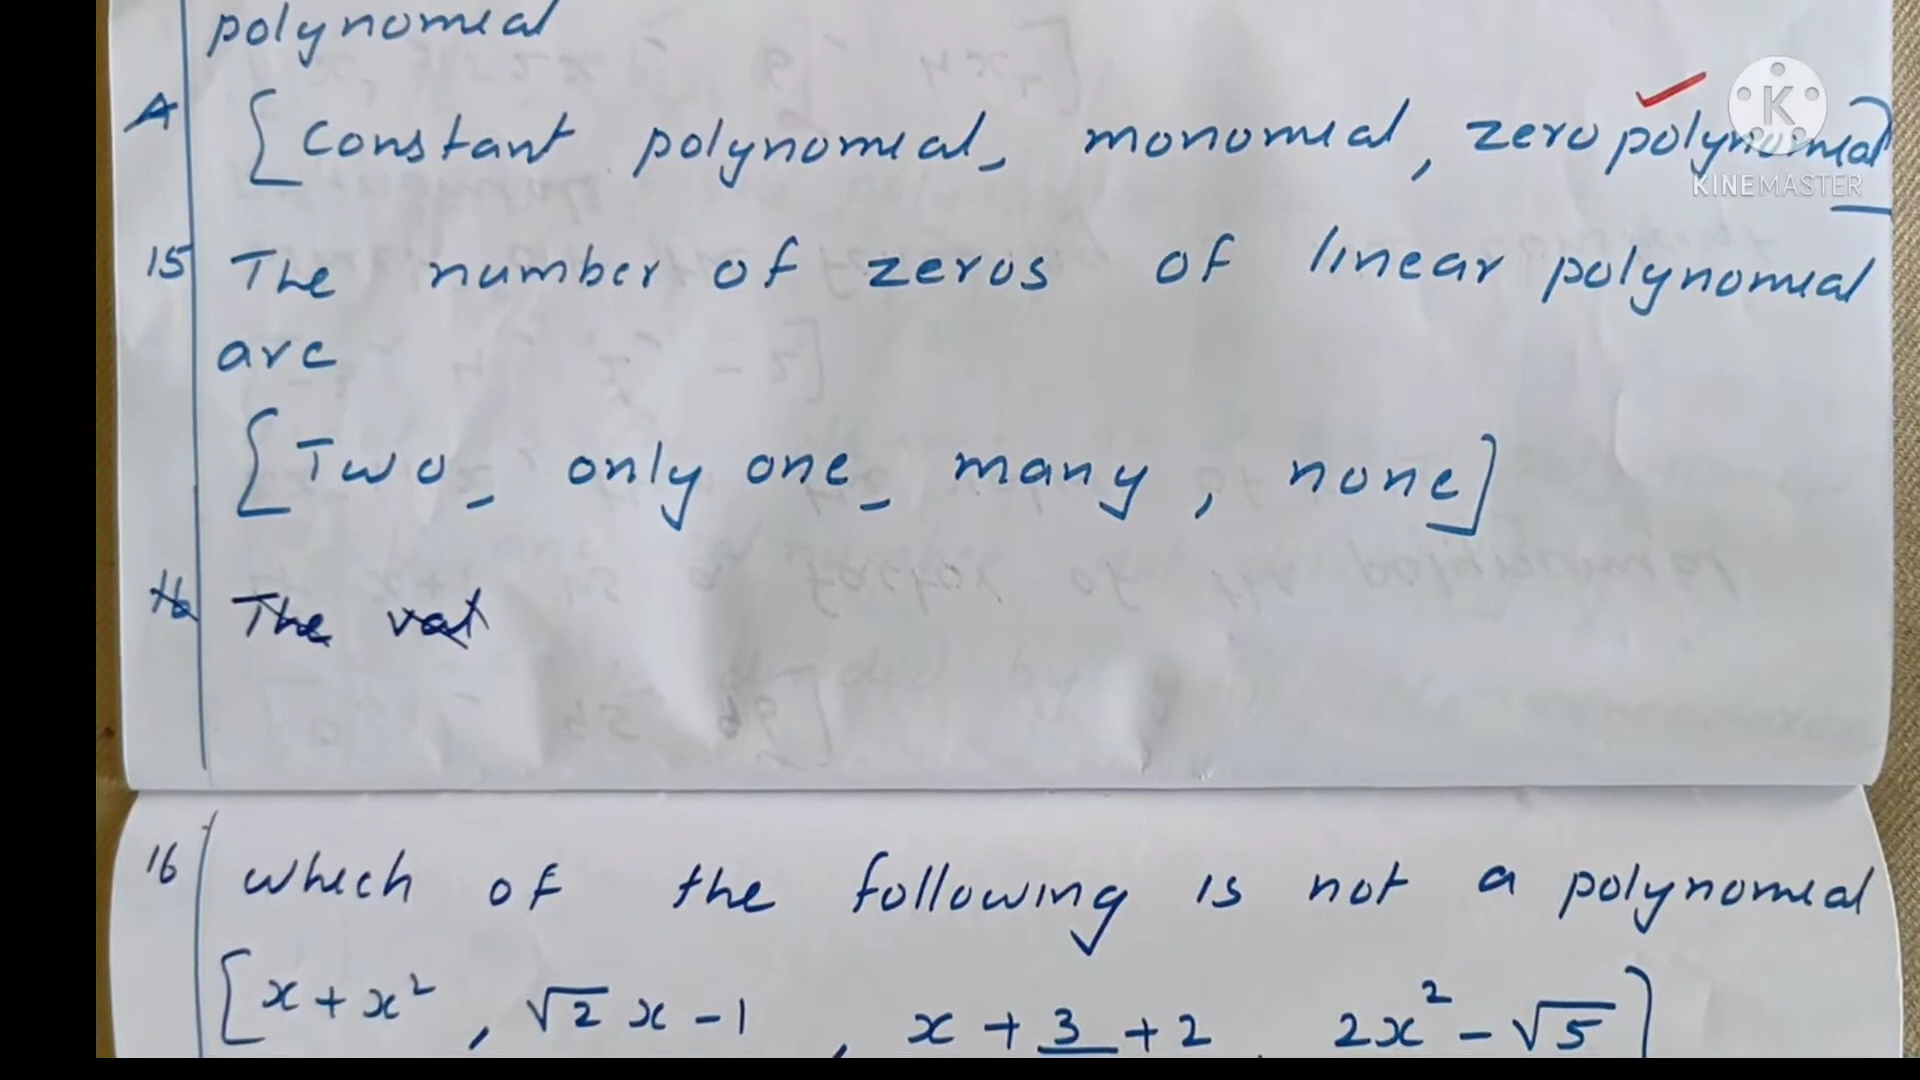 polynomial
A [Constant polynomial, monomial, zero polynomial]
KINEMASTER
15 The number of zeros of linear polynomial
are
[Two, only one, many, none]
16 The val
16 which of the following is not a polynomial
[x + x², √2 x - 1, x + 3 + 2, 2x² - √5]